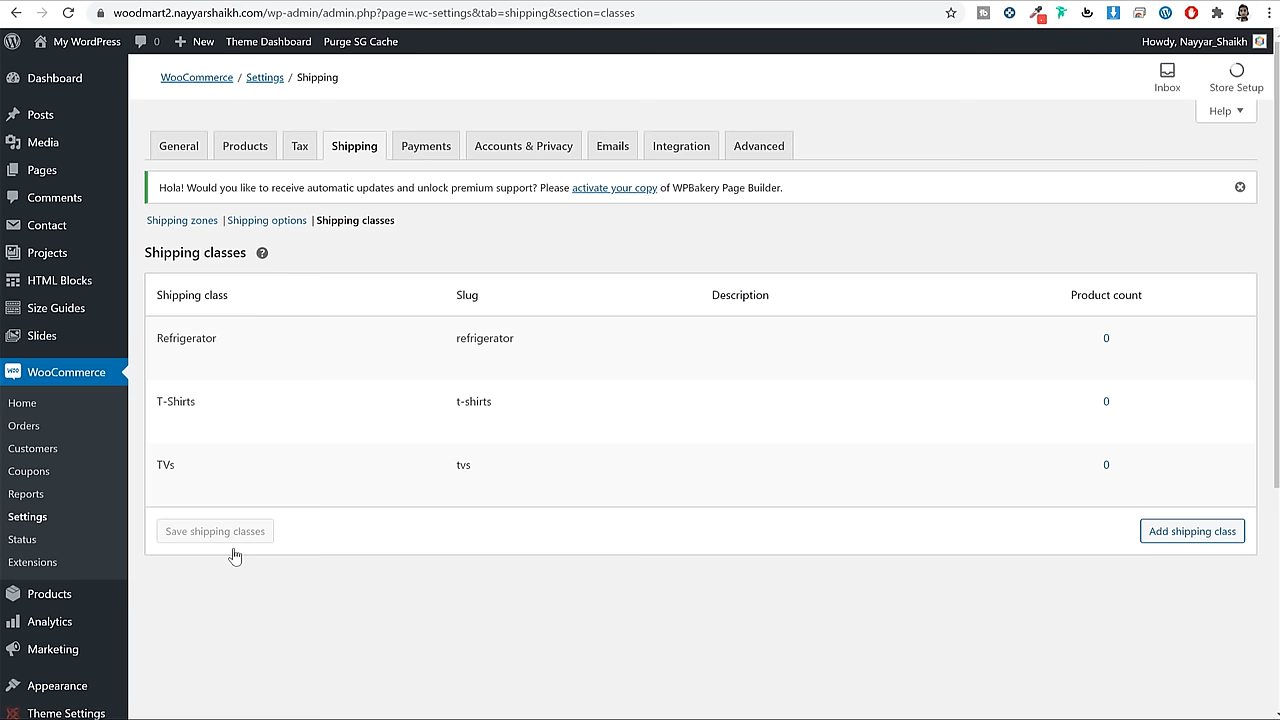 woodmart2.nayyarshaikh.com/wp-admin/admin.php?page=wc-settings&tab=shipping&section=classes
My WordPress 0 New Theme Dashboard Purge SG Cache Howdy, Nayyar_Shaikh
Dashboard
Posts
Media
Pages
Comments
Contact
Projects
HTML Blocks
Size Guides
Slides
WooCommerce
Home
Orders
Customers
Coupons
Reports
Settings
Status
Extensions
Products
Analytics
Marketing
Appearance
Theme Settings
WooCommerce / Settings / Shipping
Inbox
Store Setup
Help
General Products Tax Shipping Payments Accounts & Privacy Emails Integration Advanced
Hola! Would you like to receive automatic updates and unlock premium support? Please activate your copy of WPBakery Page Builder.
Shipping zones | Shipping options | Shipping classes
Shipping classes ?
Shipping class Slug Description Product count
Refrigerator refrigerator 0
T-Shirts t-shirts 0
TVs tvs 0
Save shipping classes Add shipping class